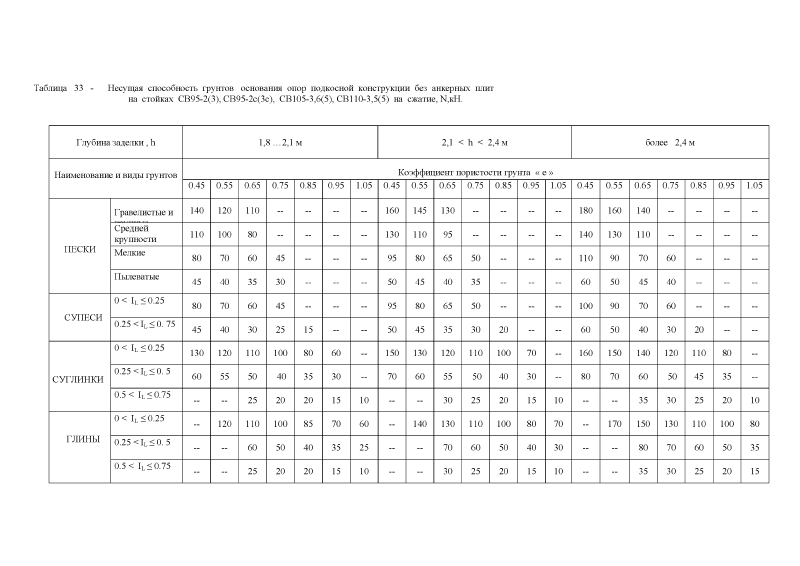 Таблица 33 - Несущая способность грунтов основания опор подкосной конструкции без анкерных плит
на стойках СВ95-2(3), СВ95-2с(3с), СВ105-3,6(5), СВ110-3,5(5) на сжатие, N,кН.
Глубина заделки , h 1,8 …2,1 м 2,1 < h < 2,4 м более 2,4 м
Наименование и виды грунтов Коэффициент пористости грунта « е »
0.45 0.55 0.65 0.75 0.85 0.95 1.05 0.45 0.55 0.65 0.75 0.85 0.95 1.05 0.45 0.55 0.65 0.75 0.85 0.95 1.05
ПЕСКИ
Гравелистые и
140 120 110 -- -- -- -- 160 145 130 -- -- -- -- 180 160 140 -- -- -- --
Средней
крупности
110 100 80 -- -- -- -- 130 110 95 -- -- -- -- 140 130 110 -- -- -- --
Мелкие 80 70 60 45 -- -- -- 95 80 65 50 -- -- -- 110 90 70 60 -- -- --
Пылеватые 45 40 35 30 -- -- -- 50 45 40 35 -- -- -- 60 50 45 40 -- -- --
СУПЕСИ
0 < IL ≤ 0.25 80 70 60 45 -- -- -- 95 80 65 50 -- -- -- 100 90 70 60 -- -- --
0.25 < IL ≤ 0. 75 45 40 30 25 15 -- -- 50 45 35 30 20 -- -- 60 50 40 30 20 -- --
СУГЛИНКИ
0 < IL ≤ 0.25 130 120 110 100 80 60 -- 150 130 120 110 100 70 -- 160 150 140 120 110 80 --
0.25 < IL ≤ 0. 5 60 55 50 40 35 30 -- 70 60 55 50 40 30 -- 80 70 60 50 45 35 --
0.5 < IL ≤ 0.75 -- -- 25 20 20 15 10 -- -- 30 25 20 15 10 -- -- 35 30 25 20 10
ГЛИНЫ
0 < IL ≤ 0.25 -- 120 110 100 85 70 60 -- 140 130 110 100 80 70 -- 170 150 130 110 100 80
0.25 < IL ≤ 0. 5 -- -- 60 50 40 35 25 -- -- 70 60 50 40 30 -- -- 80 70 60 50 35
0.5 < IL ≤ 0.75 -- -- 25 20 20 15 10 -- -- 30 25 20 15 10 -- -- 35 30 25 20 15